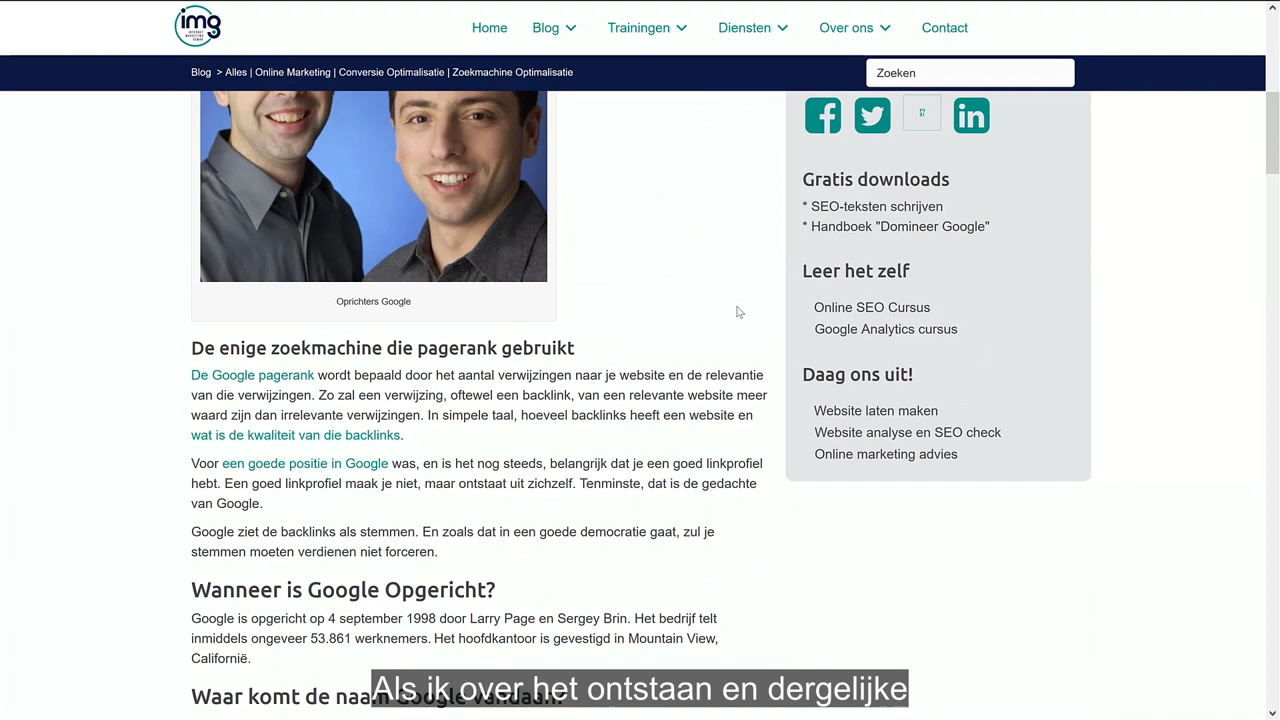 img
INTERNET
MARKETING
Home
Blog
Trainingen
Diensten
Over ons
Contact
Blog > Alles | Online Marketing | Conversie Optimalisatie | Zoekmachine Optimalisatie
Zoeken
Oprichters Google
De enige zoekmachine die pagerank gebruikt
De Google pagerank wordt bepaald door het aantal verwijzingen naar je website en de relevantie
van die verwijzingen. Zo zal een verwijzing, oftewel een backlink, van een relevante website meer
waard zijn dan irrelevante verwijzingen. In simpele taal, hoeveel backlinks heeft een website en
wat is de kwaliteit van die backlinks.
Voor een goede positie in Google was, en is het nog steeds, belangrijk dat je een goed linkprofiel
hebt. Een goed linkprofiel maak je niet, maar ontstaat uit zichzelf. Tenminste, dat is de gedachte
van Google.
Google ziet de backlinks als stemmen. En zoals dat in een goede democratie gaat, zul je
stemmen moeten verdienen niet forceren.
Wanneer is Google Opgericht?
Google is opgericht op 4 september 1998 door Larry Page en Sergey Brin. Het bedrijf telt
inmiddels ongeveer 53.861 werknemers. Het hoofdkantoor is gevestigd in Mountain View,
Californië.
Waar komt de naam Google vandaan?
Gratis downloads
* SEO-teksten schrijven
* Handboek "Domineer Google"
Leer het zelf
Online SEO Cursus
Google Analytics cursus
Daag ons uit!
Website laten maken
Website analyse en SEO check
Online marketing advies
Als ik over het ontstaan en dergelijke